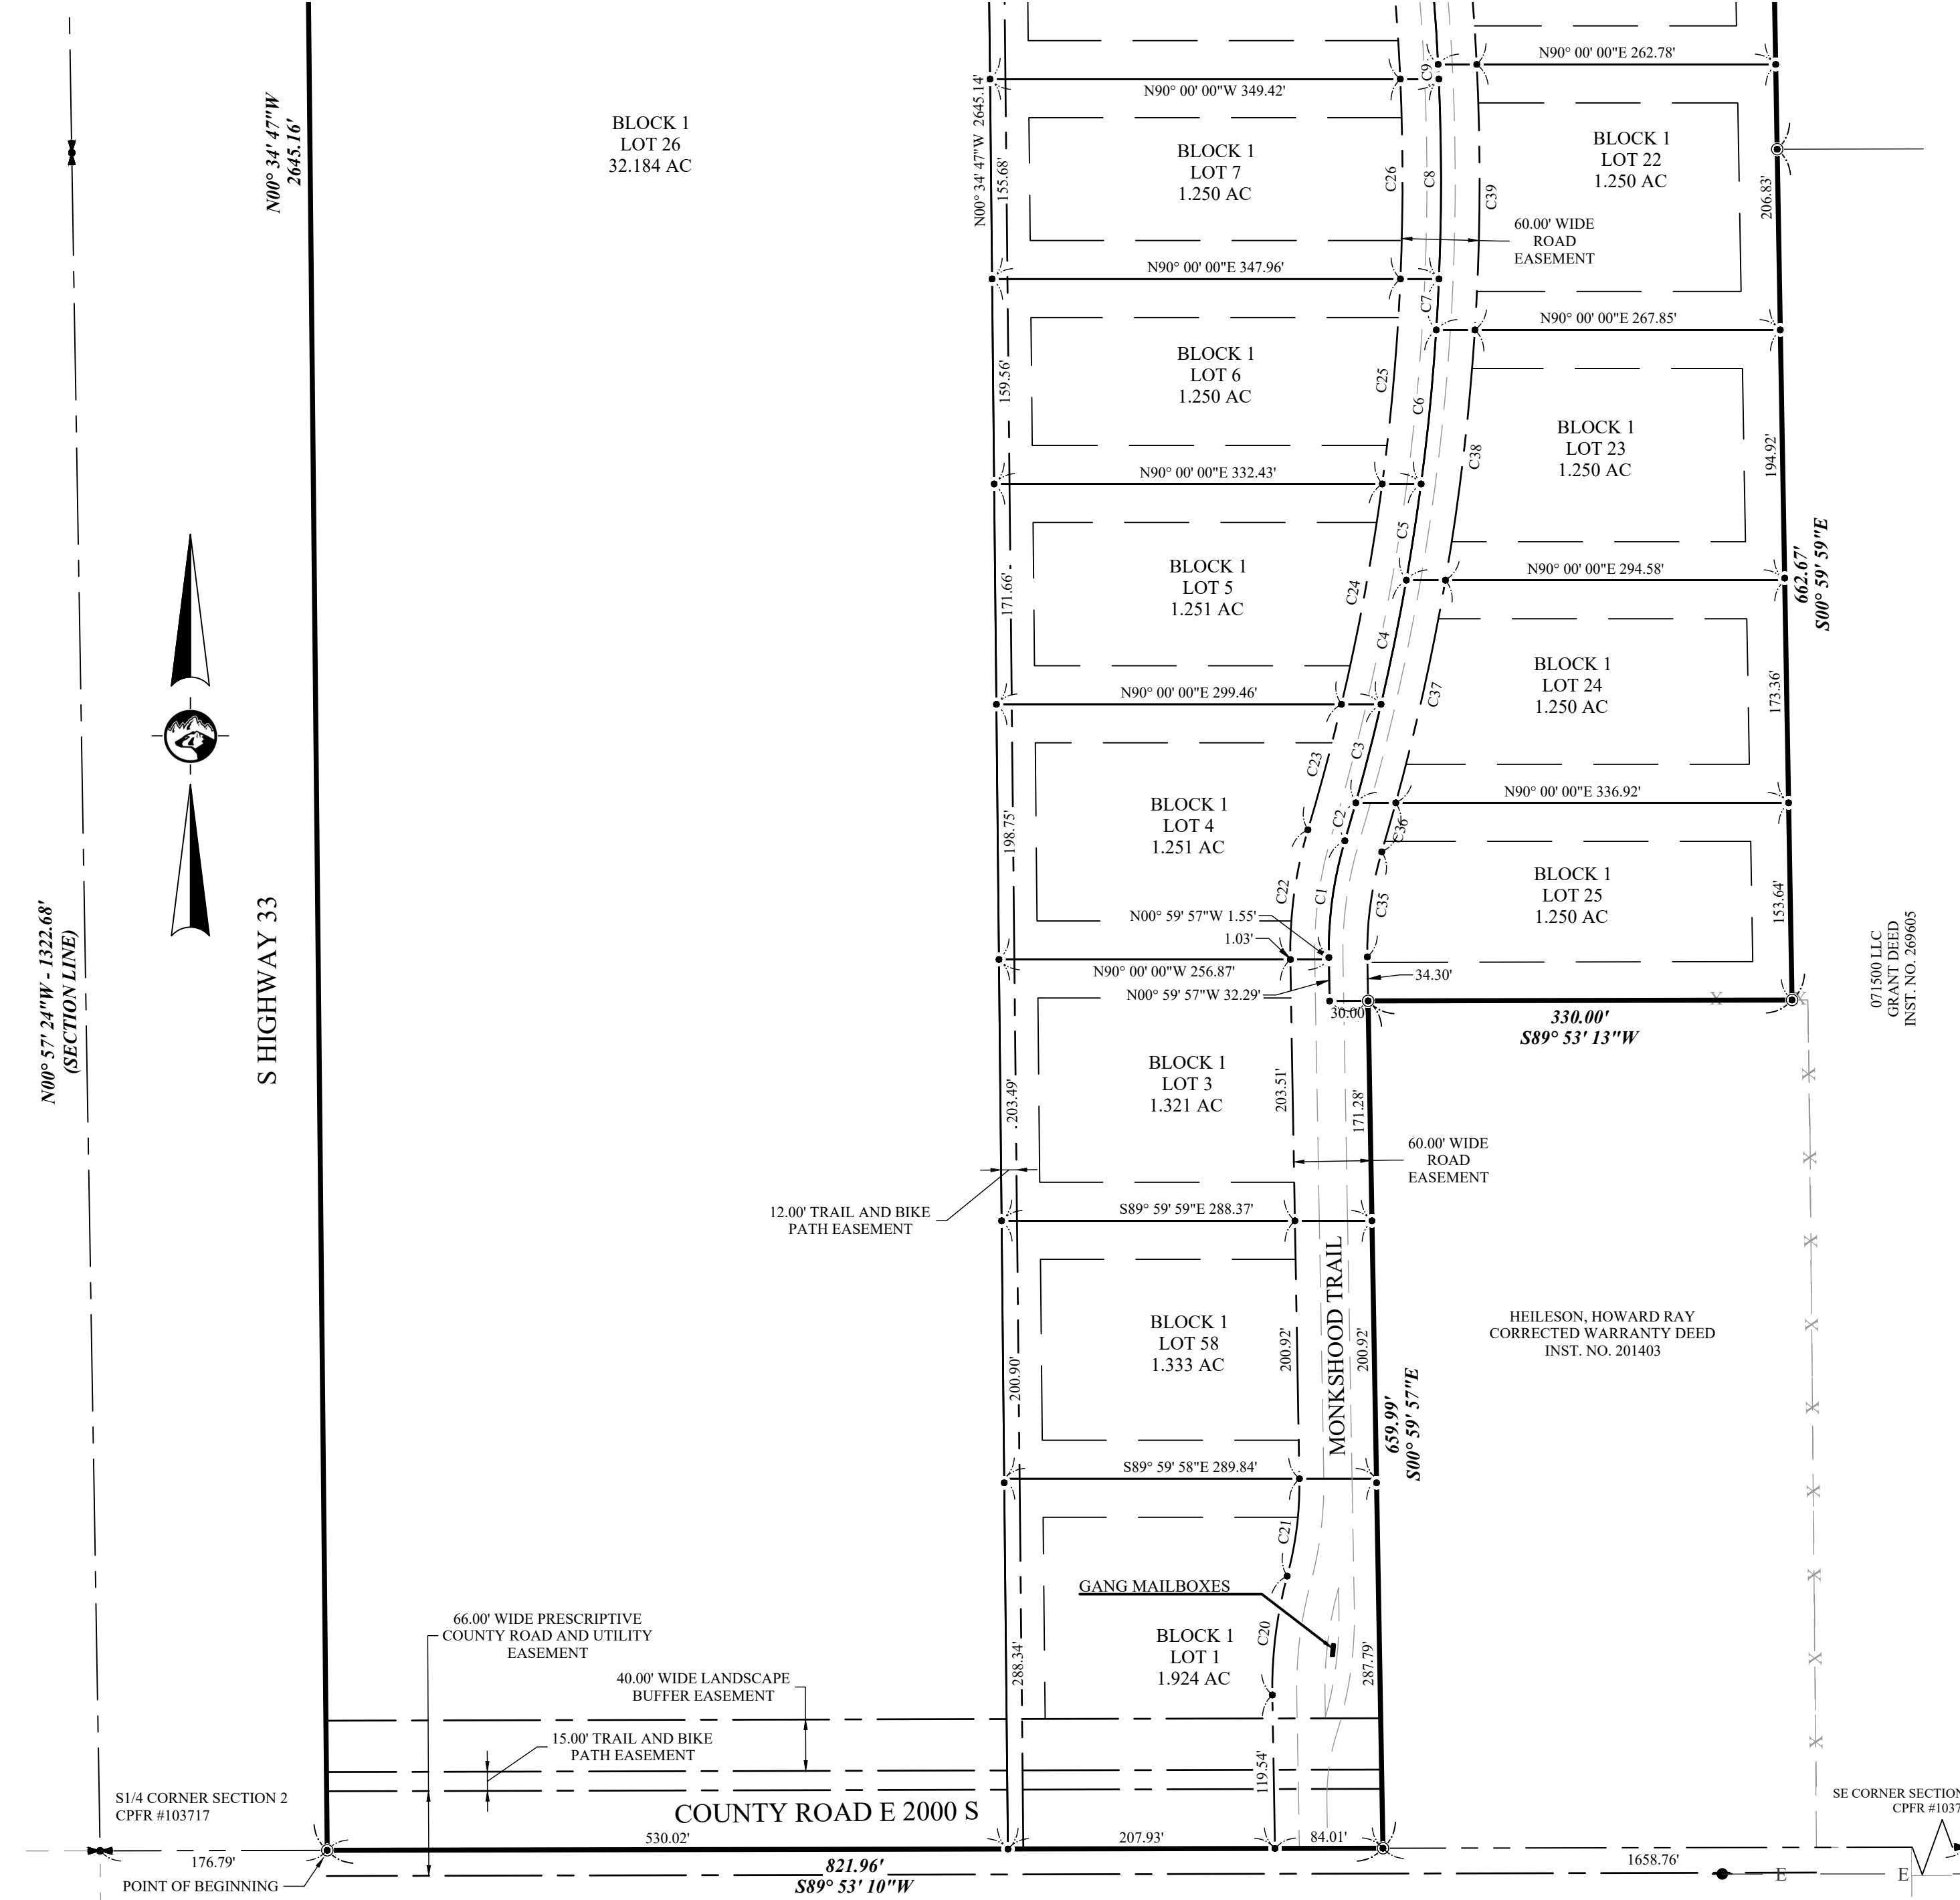 N90° 00' 00"E 262.78'
C9
N90° 00' 00"W 349.42'
N00° 34' 47"W
2645.16'
N00° 34' 47"W 2645.14'
155.68'
BLOCK 1
LOT 26
32.184 AC
BLOCK 1
LOT 7
1.250 AC
C26
C8
C39
BLOCK 1
LOT 22
1.250 AC
206.83'
60.00' WIDE
ROAD
EASEMENT
N90° 00' 00"E 347.96'
C7
N90° 00' 00"E 267.85'
159.56'
BLOCK 1
LOT 6
1.250 AC
C25
C6
C38
BLOCK 1
LOT 23
1.250 AC
194.92'
N90° 00' 00"E 332.43'
C5
171.66'
BLOCK 1
LOT 5
1.251 AC
C24
C4
N90° 00' 00"E 294.58'
662.67'
S00° 59' 59"E
BLOCK 1
LOT 24
1.250 AC
173.36'
C37
N90° 00' 00"E 299.46'
C23
C3
N90° 00' 00"E 336.92'
198.75'
BLOCK 1
LOT 4
1.251 AC
C2
C36
C22
C1
C35
BLOCK 1
LOT 25
1.250 AC
153.64'
N00° 59' 57"W 1.55'
1.03'
N90° 00' 00"W 256.87'
34.30'
N00° 59' 57"W 32.29'
30.00'
X
X
330.00'
S89° 53' 13"W
071500 LLC
GRANT DEED
INST. NO. 269605
N00° 57' 24"W - 1322.68'
(SECTION LINE)
S HIGHWAY 33
X
BLOCK 1
LOT 3
1.321 AC
203.49'
203.51'
171.28'
60.00' WIDE
ROAD
EASEMENT
X
12.00' TRAIL AND BIKE
PATH EASEMENT
S89° 59' 59"E 288.37'
X
MONKSHOOD TRAIL
BLOCK 1
LOT 58
1.333 AC
200.90'
200.92'
200.92'
HEILESON, HOWARD RAY
CORRECTED WARRANTY DEED
INST. NO. 201403
X
X
659.99'
S00° 59' 57"E
S89° 59' 58"E 289.84'
X
C21
X
GANG MAILBOXES
C20
BLOCK 1
LOT 1
1.924 AC
288.34'
287.79'
X
66.00' WIDE PRESCRIPTIVE
COUNTY ROAD AND UTILITY
EASEMENT
40.00' WIDE LANDSCAPE
BUFFER EASEMENT
15.00' TRAIL AND BIKE
PATH EASEMENT
X
119.54'
S1/4 CORNER SECTION 2
CPFR #103717
COUNTY ROAD E 2000 S
SE CORNER SECTION
CPFR #1037
530.02'
207.93'
84.01'
176.79'
821.96'
S89° 53' 10"W
1658.76'
POINT OF BEGINNING
E
E